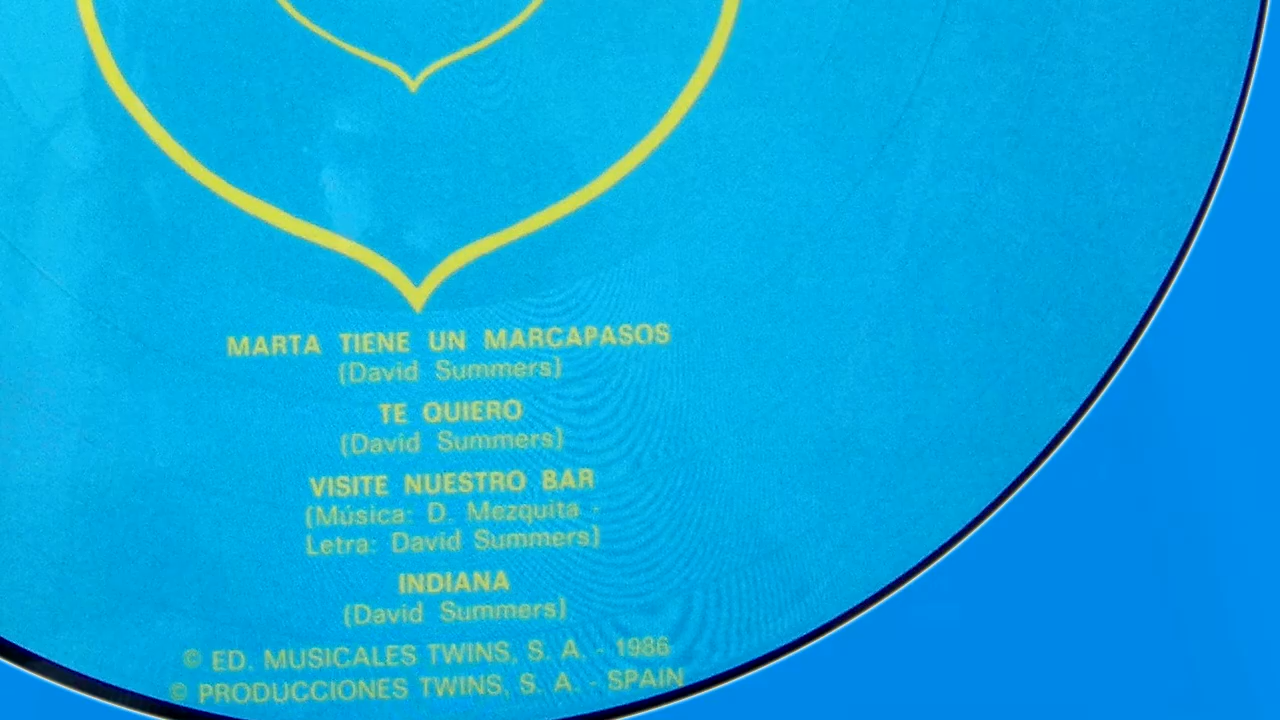 MARTA TIENE UN MARCAPASOS
(David Summers)
TE QUIERO
(David Summers)
VISITE NUESTRO BAR
(Música: D. Mezquita -
Letra: David Summers)
INDIANA
(David Summers)
© ED. MUSICALES TWINS, S. A. - 1986
© PRODUCCIONES TWINS, S. A. - SPAIN